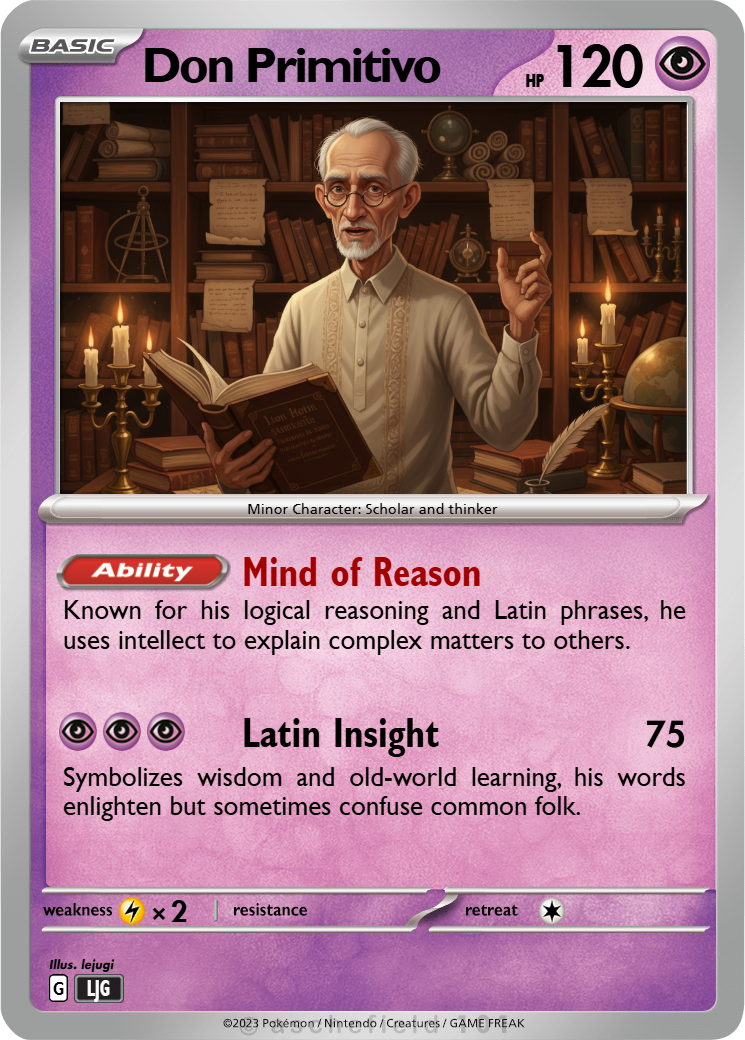 BASIC
Don Primitivo
HP 120
Minor Character: Scholar and thinker
Ability Mind of Reason
Known for his logical reasoning and Latin phrases, he
uses intellect to explain complex matters to others.
Latin Insight 75
Symbolizes wisdom and old-world learning, his words
enlighten but sometimes confuse common folk.
weakness × 2 resistance retreat
Illus. lejugi
G LJG
©2023 Pokémon / Nintendo / Creatures / GAME FREAK